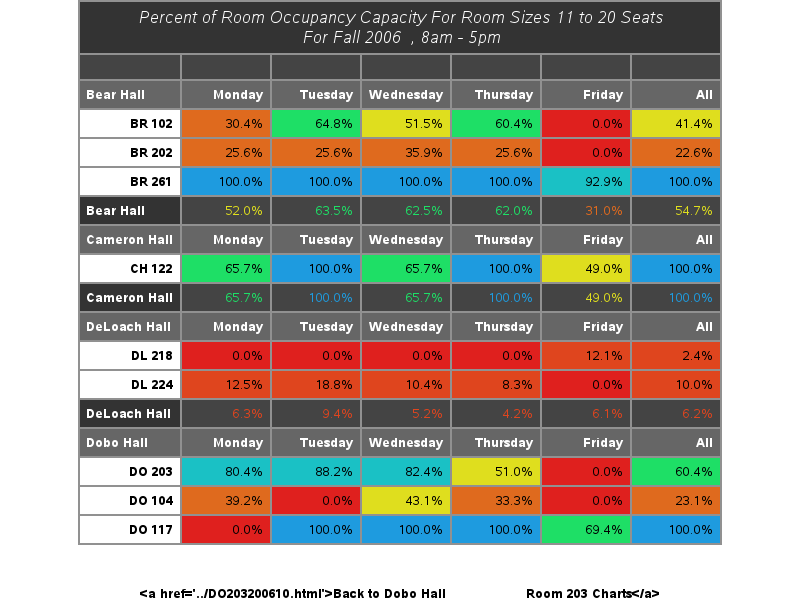 Percent of Room Occupancy Capacity For Room Sizes 11 to 20 Seats
For Fall 2006 , 8am - 5pm
Bear Hall Monday Tuesday Wednesday Thursday Friday All
BR 102 30.4% 64.8% 51.5% 60.4% 0.0% 41.4%
BR 202 25.6% 25.6% 35.9% 25.6% 0.0% 22.6%
BR 261 100.0% 100.0% 100.0% 100.0% 92.9% 100.0%
Bear Hall 52.0% 63.5% 62.5% 62.0% 31.0% 54.7%
Cameron Hall Monday Tuesday Wednesday Thursday Friday All
CH 122 65.7% 100.0% 65.7% 100.0% 49.0% 100.0%
Cameron Hall 65.7% 100.0% 65.7% 100.0% 49.0% 100.0%
DeLoach Hall Monday Tuesday Wednesday Thursday Friday All
DL 218 0.0% 0.0% 0.0% 0.0% 12.1% 2.4%
DL 224 12.5% 18.8% 10.4% 8.3% 0.0% 10.0%
DeLoach Hall 6.3% 9.4% 5.2% 4.2% 6.1% 6.2%
Dobo Hall Monday Tuesday Wednesday Thursday Friday All
DO 203 80.4% 88.2% 82.4% 51.0% 0.0% 60.4%
DO 104 39.2% 0.0% 43.1% 33.3% 0.0% 23.1%
DO 117 0.0% 100.0% 100.0% 100.0% 69.4% 100.0%
<a href='../DO203200610.html'>Back to Dobo Hall Room 203 Charts</a>